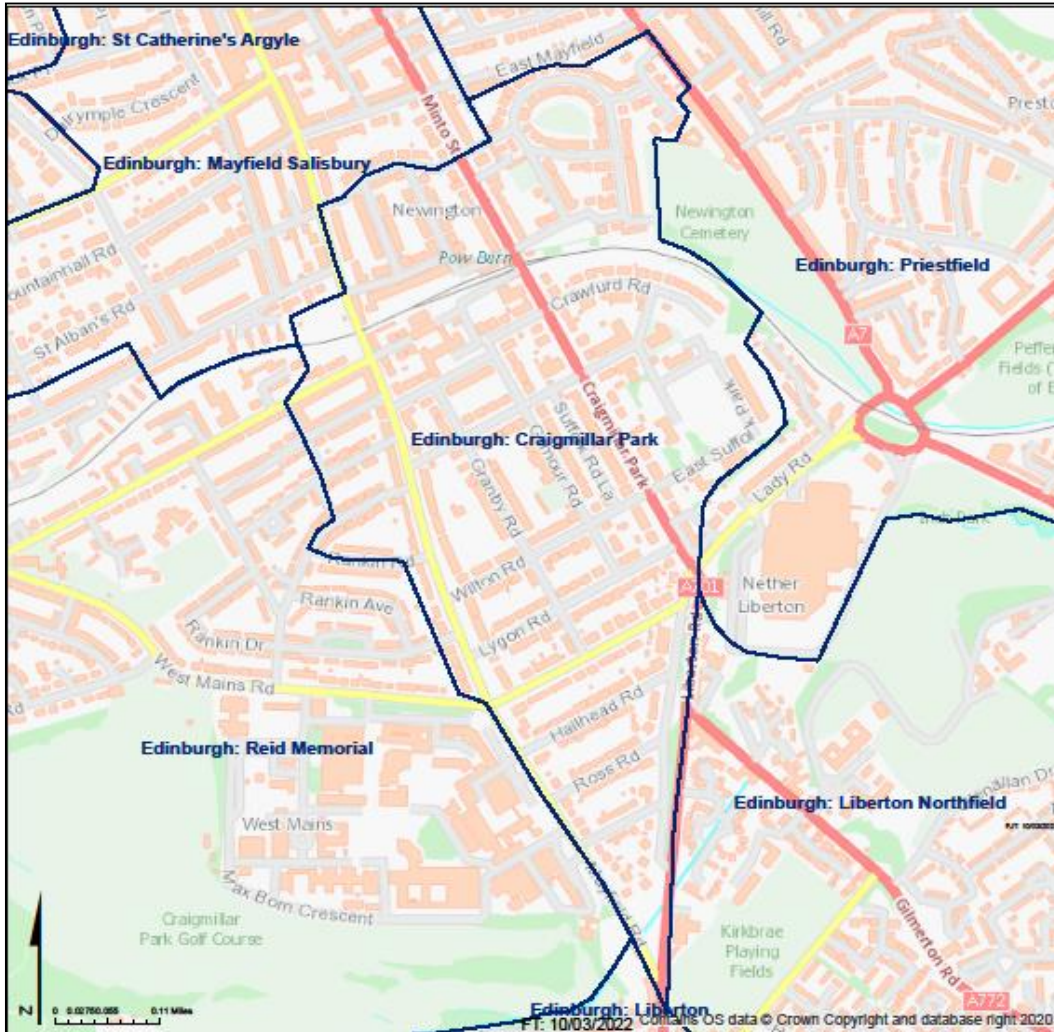 Edinburgh: St Catherine's Argyle
East Mayfield
Dalrymple Crescent
Minto St
Edinburgh: Mayfield Salisbury
Newington
Newington
Cemetery
Pow Burn
Edinburgh: Priestfield
Crawfurd Rd
St Alban's Rd
A7
Craigmillar Park
Edinburgh: Craigmillar Park
Suffolk Rd La
Gilmour Rd
Granby Rd
East Suffol
Lady Rd
Wilton Rd
Rankin Rd
Rankin Ave
Rankin Dr
A701
Nether
Liberton
Lygon Rd
West Mains Rd
Hallhead Rd
Edinburgh: Reid Memorial
Ross Rd
Edinburgh: Liberton Northfield
West Mains
Max Born Crescent
Craigmillar
Park Golf Course
Kirkbrae
Playing
Fields
Gilmerton Rd
A772
N
0.11 Miles
Edinburgh: Liberton
FT: 10/03/2022 Contains OS data © Crown Copyright and database right 2020